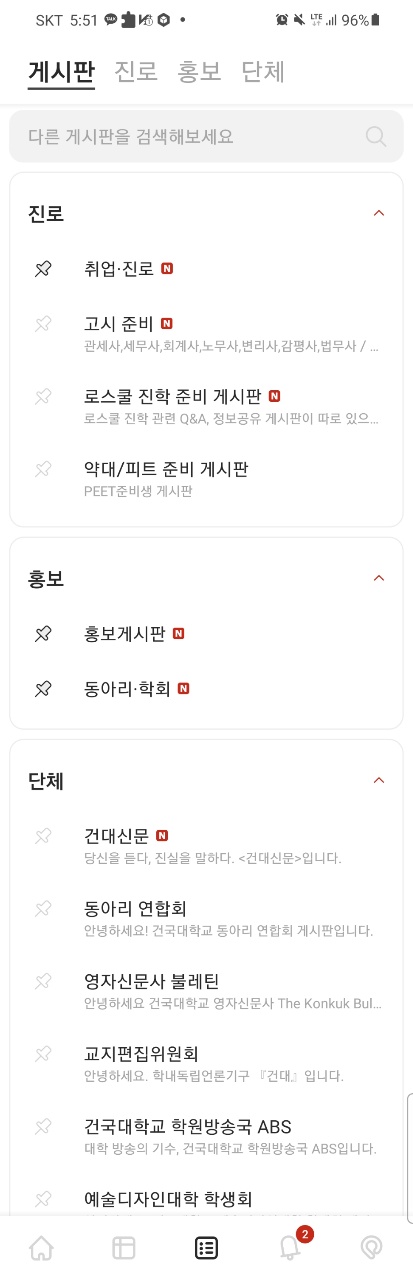 SKT 5:51 LTE 96%
게시판 진로 홍보 단체
다른 게시판을 검색해보세요
진로
취업·진로 N
고시 준비 N
관세사,세무사,회계사,노무사,변리사,감평사,법무사 / ...
로스쿨 진학 준비 게시판 N
로스쿨 진학 관련 Q&A, 정보공유 게시판이 따로 있으...
약대/피트 준비 게시판
PEET준비생 게시판
홍보
홍보게시판 N
동아리·학회 N
단체
건대신문 N
당신을 듣다, 진실을 말하다. <건대신문>입니다.
동아리 연합회
안녕하세요! 건국대학교 동아리 연합회 게시판입니다.
영자신문사 불레틴
안녕하세요 건국대학교 영자신문사 The Konkuk Bul...
교지편집위원회
안녕하세요. 학내독립언론기구 『건대』입니다.
건국대학교 학원방송국 ABS
대학 방송의 기수, 건국대학교 학원방송국 ABS입니다.
예술디자인대학 학생회
2